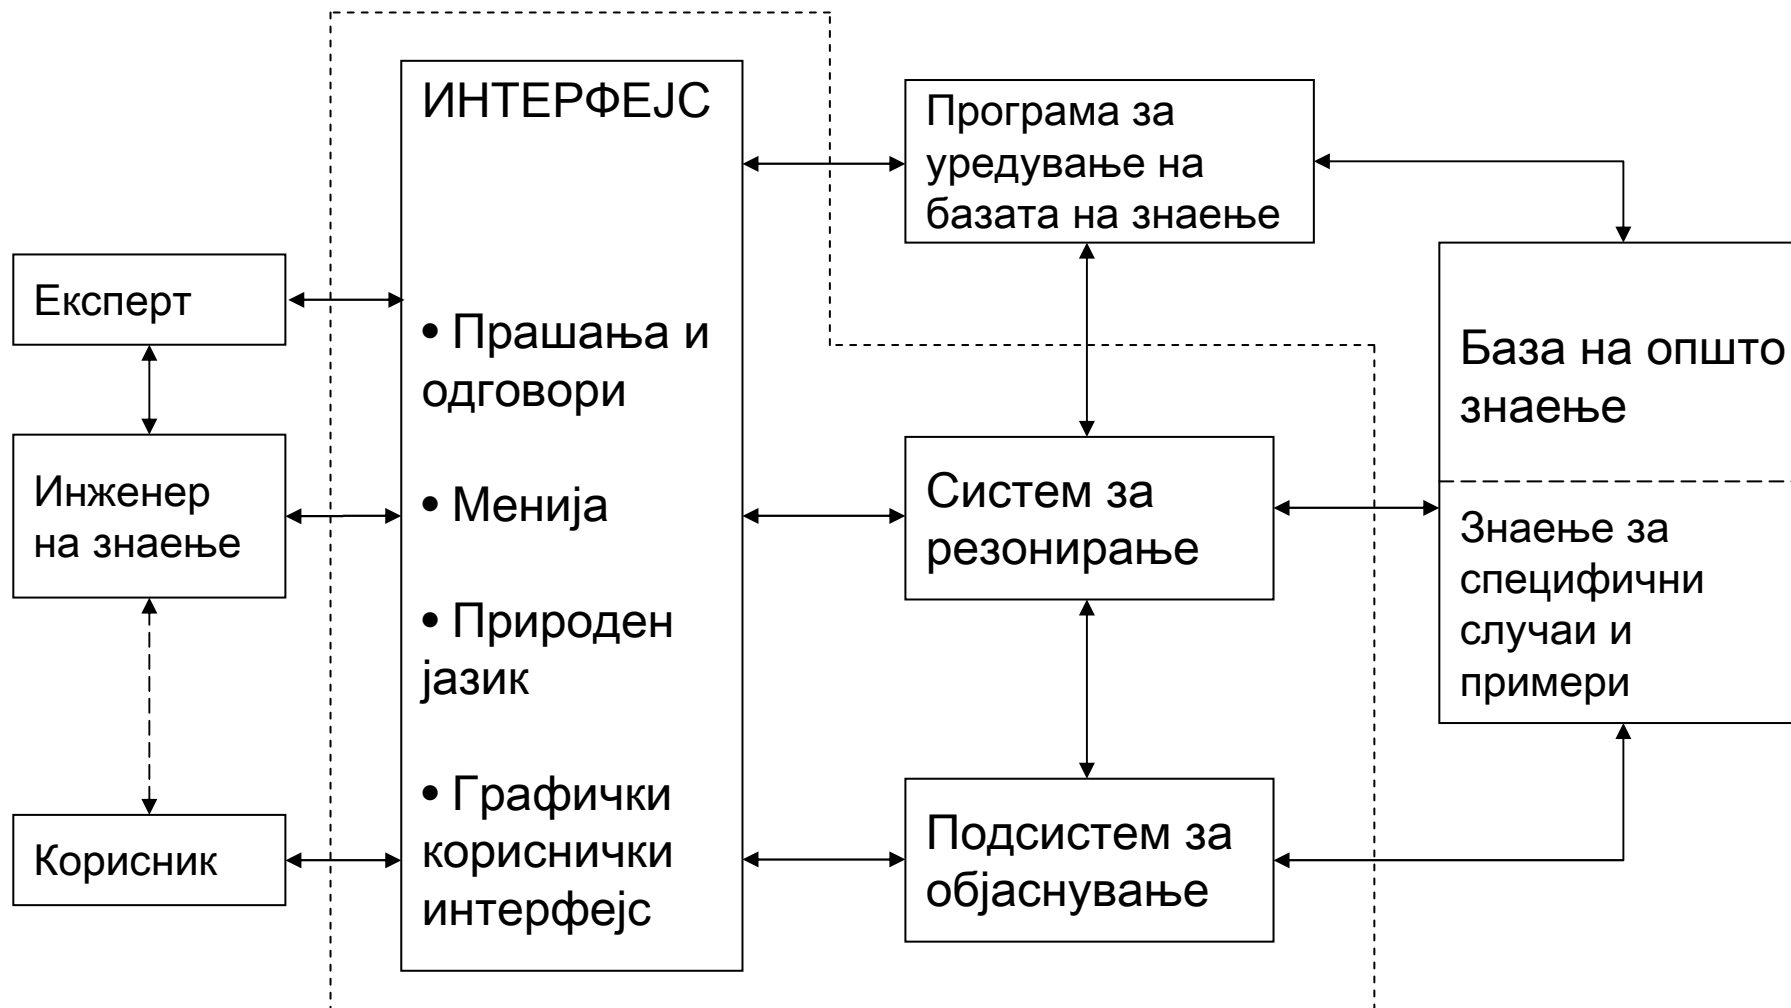 ИНТЕРФЕЈС
• Прашања и
одговори
• Менија
• Природен
јазик
• Графички
кориснички
интерфејс
Експерт
Инженер
на знаење
Корисник
Програма за
уредување на
базата на знаење
Систем за
резонирање
Подсистем за
објаснување
База на општо
знаење
Знаење за
специфични
случаи и
примери